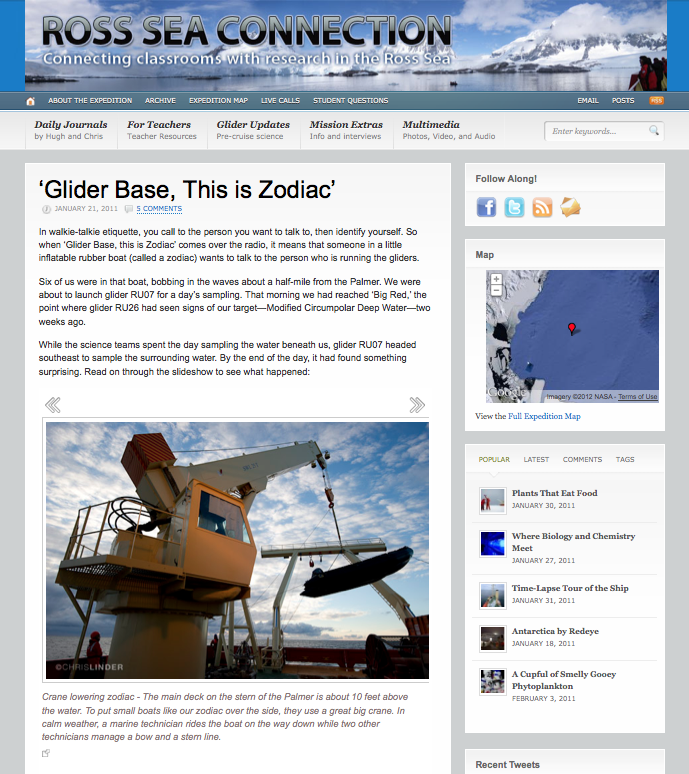 ROSS SEA CONNECTION
Connecting classrooms with research in the Ross Sea
ABOUT THE EXPEDITION ARCHIVE EXPEDITION MAP LIVE CALLS STUDENT QUESTIONS EMAIL POSTS RSS
Daily Journals For Teachers Glider Updates Mission Extras Multimedia
by Hugh and Chris Teacher Resources Pre-cruise science Info and interviews Photos, Video, and Audio
Enter keywords...
‘Glider Base, This is Zodiac’
JANUARY 21, 2011 5 COMMENTS
In walkie-talkie etiquette, you call to the person you want to talk to, then identify yourself. So
when ‘Glider Base, this is Zodiac’ comes over the radio, it means that someone in a little
inflatable rubber boat (called a zodiac) wants to talk to the person who is running the gliders.
Six of us were in that boat, bobbing in the waves about a half-mile from the Palmer. We were
about to launch glider RU07 for a day’s sampling. That morning we had reached ‘Big Red,’ the
point where glider RU26 had seen signs of our target—Modified Circumpolar Deep Water—two
weeks ago.
While the science teams spent the day sampling the water beneath us, glider RU07 headed
southeast to sample the surrounding water. By the end of the day, it had found something
surprising. Read on through the slideshow to see what happened:
©CHRISLINDER
Crane lowering zodiac - The main deck on the stern of the Palmer is about 10 feet above
the water. To put small boats like our zodiac over the side, they use a great big crane. In
calm weather, a marine technician rides the boat on the way down while two other
technicians manage a bow and a stern line.
Follow Along!
Map
Google
Imagery ©2012 NASA - Terms of Use
View the Full Expedition Map
POPULAR LATEST COMMENTS TAGS
Plants That Eat Food
JANUARY 30, 2011
Where Biology and Chemistry
Meet
JANUARY 27, 2011
Time-Lapse Tour of the Ship
JANUARY 31, 2011
Antarctica by Redeye
JANUARY 18, 2011
A Cupful of Smelly Gooey
Phytoplankton
FEBRUARY 3, 2011
Recent Tweets